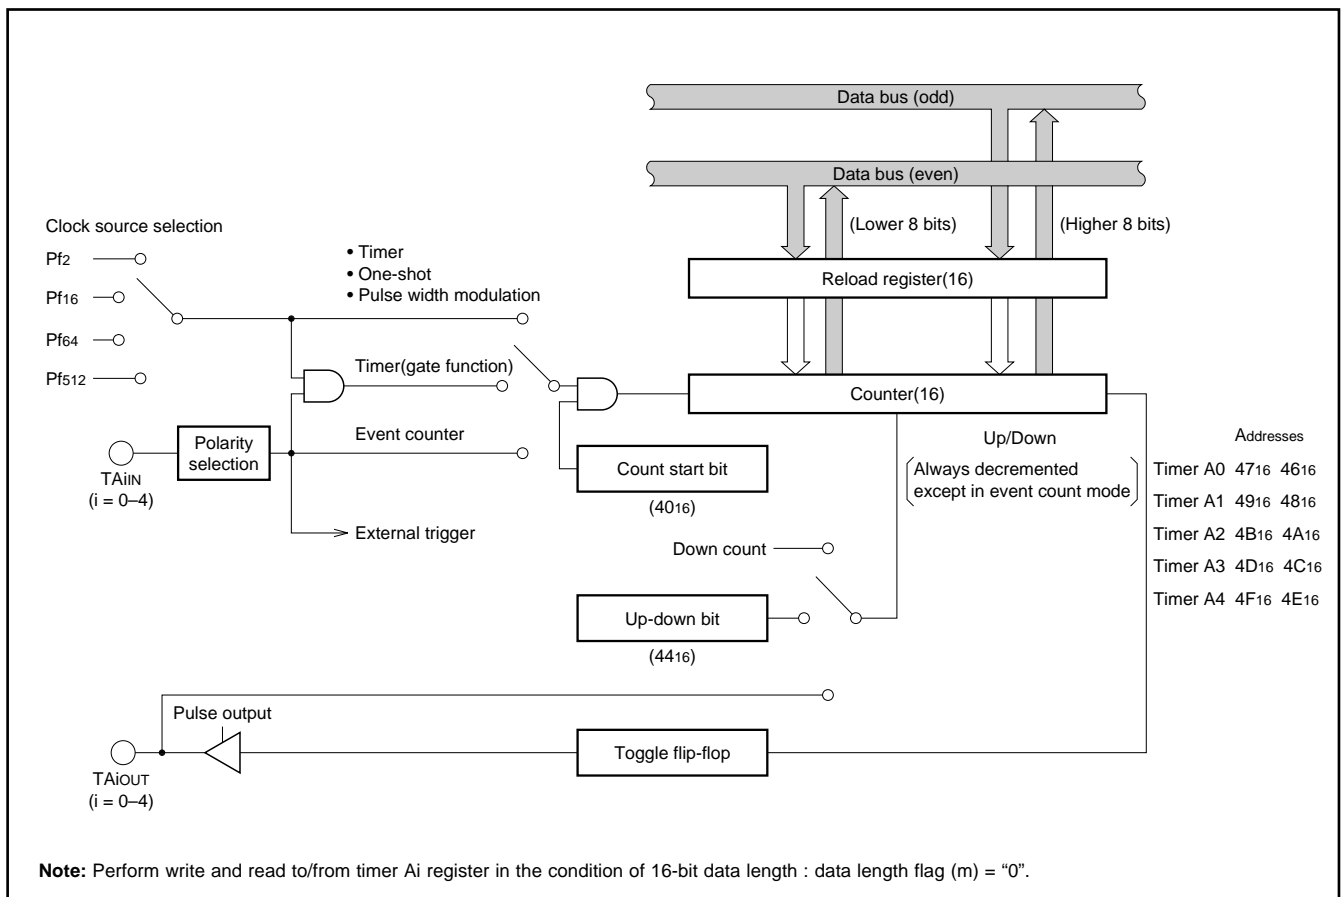 Data bus (odd)
Data bus (even)
(Lower 8 bits)
(Higher 8 bits)
Clock source selection
Pf2
Pf16
Pf64
Pf512
• Timer
• One-shot
• Pulse width modulation
Reload register(16)
Timer(gate function)
Counter(16)
Polarity
selection
TAiIN
(i = 0–4)
Event counter
External trigger
Count start bit
(4016)
Up/Down
(Always decremented
except in event count mode)
Addresses
Timer A0 4716 4616
Timer A1 4916 4816
Timer A2 4B16 4A16
Timer A3 4D16 4C16
Timer A4 4F16 4E16
Down count
Up-down bit
(4416)
Pulse output
Toggle flip-flop
TAiOUT
(i = 0–4)
Note: Perform write and read to/from timer Ai register in the condition of 16-bit data length : data length flag (m) = “0”.